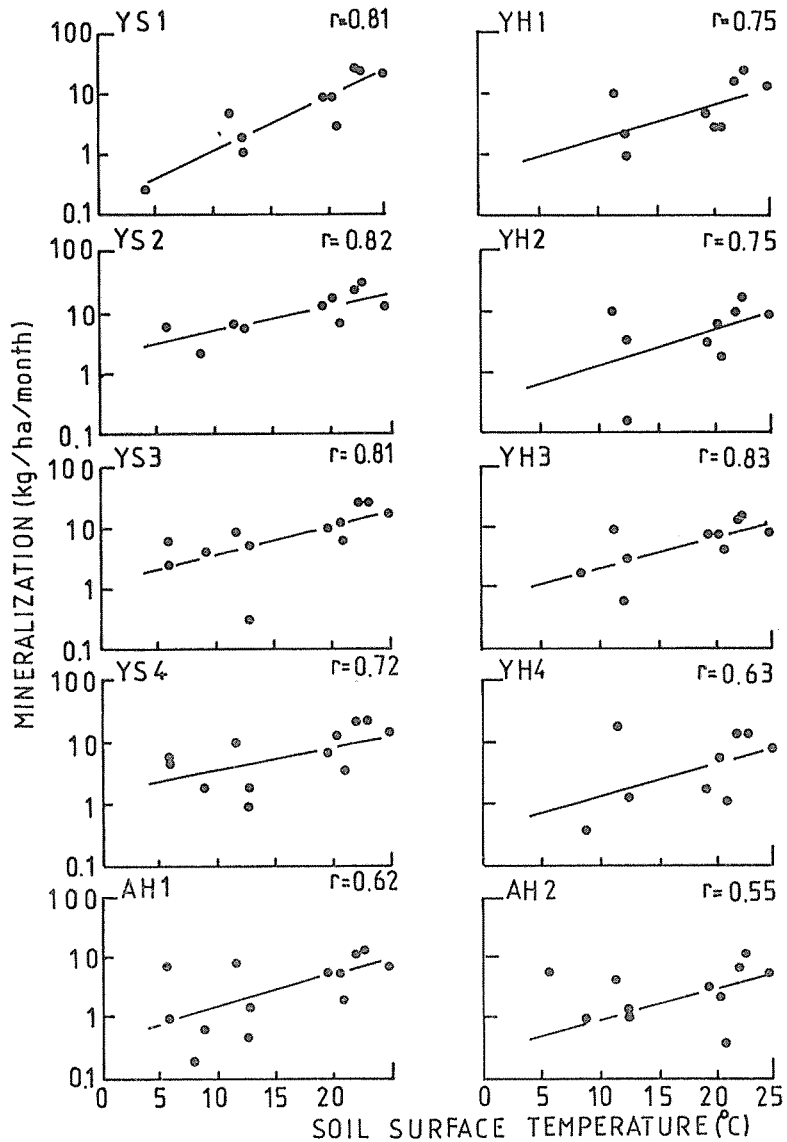 YS1 r=0.81
YH1 r=0.75
100
10
1
0.1
YS2 r=0.82
YH2 r=0.75
100
10
1
0.1
YS3 r=0.81
YH3 r=0.83
100
10
1
0.1
YS4 r=0.72
YH4 r=0.63
100
10
1
0.1
AH1 r=0.62
AH2 r=0.55
100
10
1
0.1
MINERALIZATION (kg/ha/month)
0 5 10 15 20 25
0 5 10 15 20 25
SOIL SURFACE TEMPERATURE (°C)